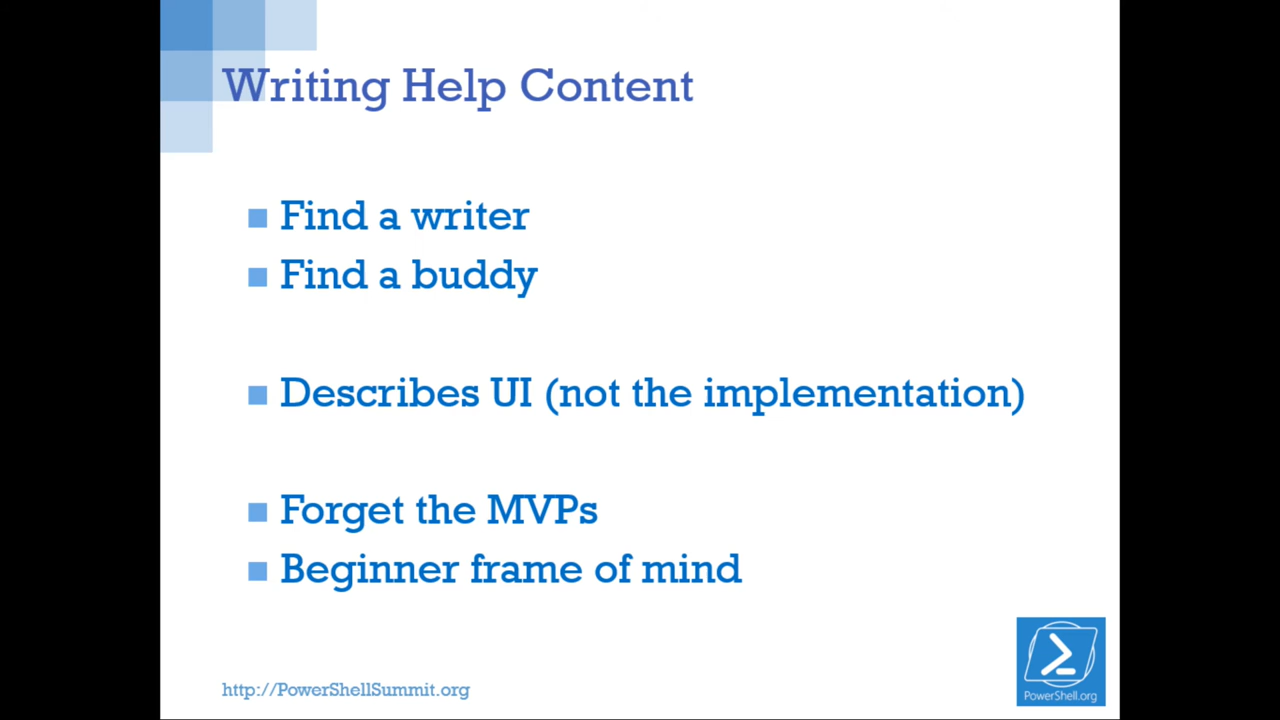 Writing Help Content
Find a writer
Find a buddy
Describes UI (not the implementation)
Forget the MVPs
Beginner frame of mind
http://PowerShellSummit.org
PowerShell.org